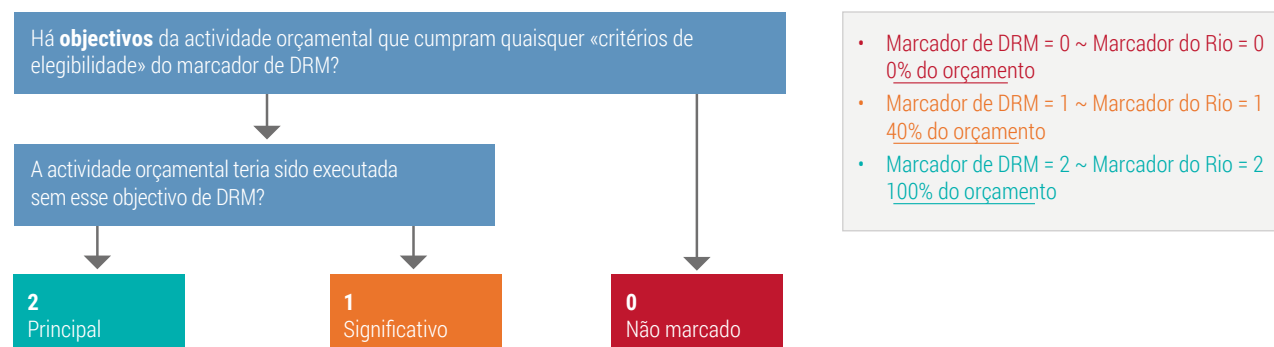 Há objectivos da actividade orçamental que cumpram quaisquer «critérios de
elegibilidade» do marcador de DRM?
A actividade orçamental teria sido executada
sem esse objectivo de DRM?
2
Principal
1
Significativo
0
Não marcado
• Marcador de DRM = 0 ~ Marcador do Rio = 0
0% do orçamento
• Marcador de DRM = 1 ~ Marcador do Rio = 1
40% do orçamento
• Marcador de DRM = 2 ~ Marcador do Rio = 2
100% do orçamento